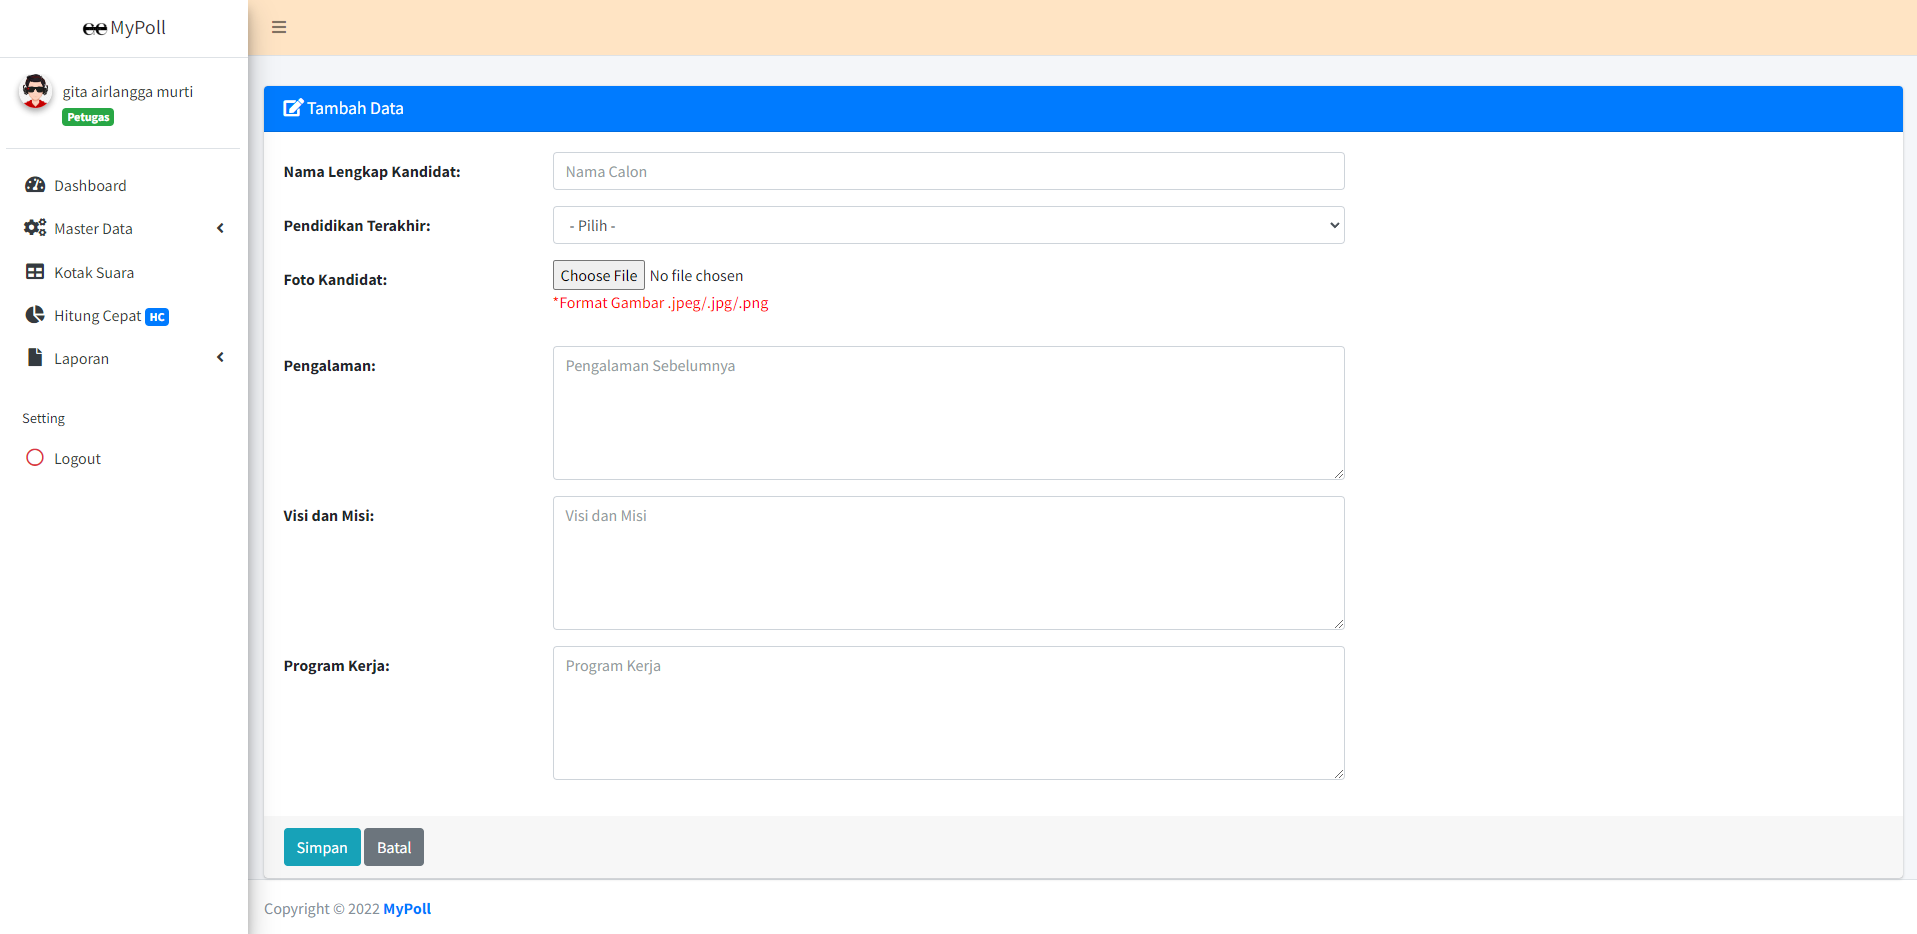 MyPoll
gita airlangga murti
Petugas
Dashboard
Master Data
Kotak Suara
Hitung Cepat HC
Laporan
Setting
Logout
Tambah Data
Nama Lengkap Kandidat: Nama Calon
Pendidikan Terakhir: - Pilih -
Foto Kandidat: Choose File No file chosen
*Format Gambar .jpeg/.jpg/.png
Pengalaman: Pengalaman Sebelumnya
Visi dan Misi: Visi dan Misi
Program Kerja: Program Kerja
Simpan Batal
Copyright © 2022 MyPoll